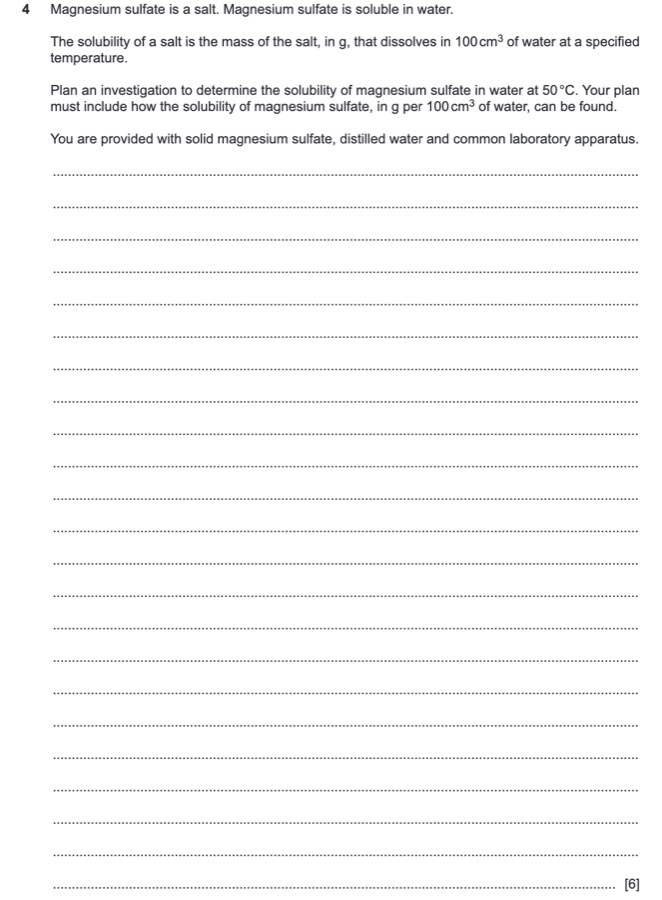 4 Magnesium sulfate is a salt. Magnesium sulfate is soluble in water.
The solubility of a salt is the mass of the salt, in g, that dissolves in 100 cm³ of water at a specified
temperature.
Plan an investigation to determine the solubility of magnesium sulfate in water at 50 °C. Your plan
must include how the solubility of magnesium sulfate, in g per 100 cm³ of water, can be found.
You are provided with solid magnesium sulfate, distilled water and common laboratory apparatus.
[6]